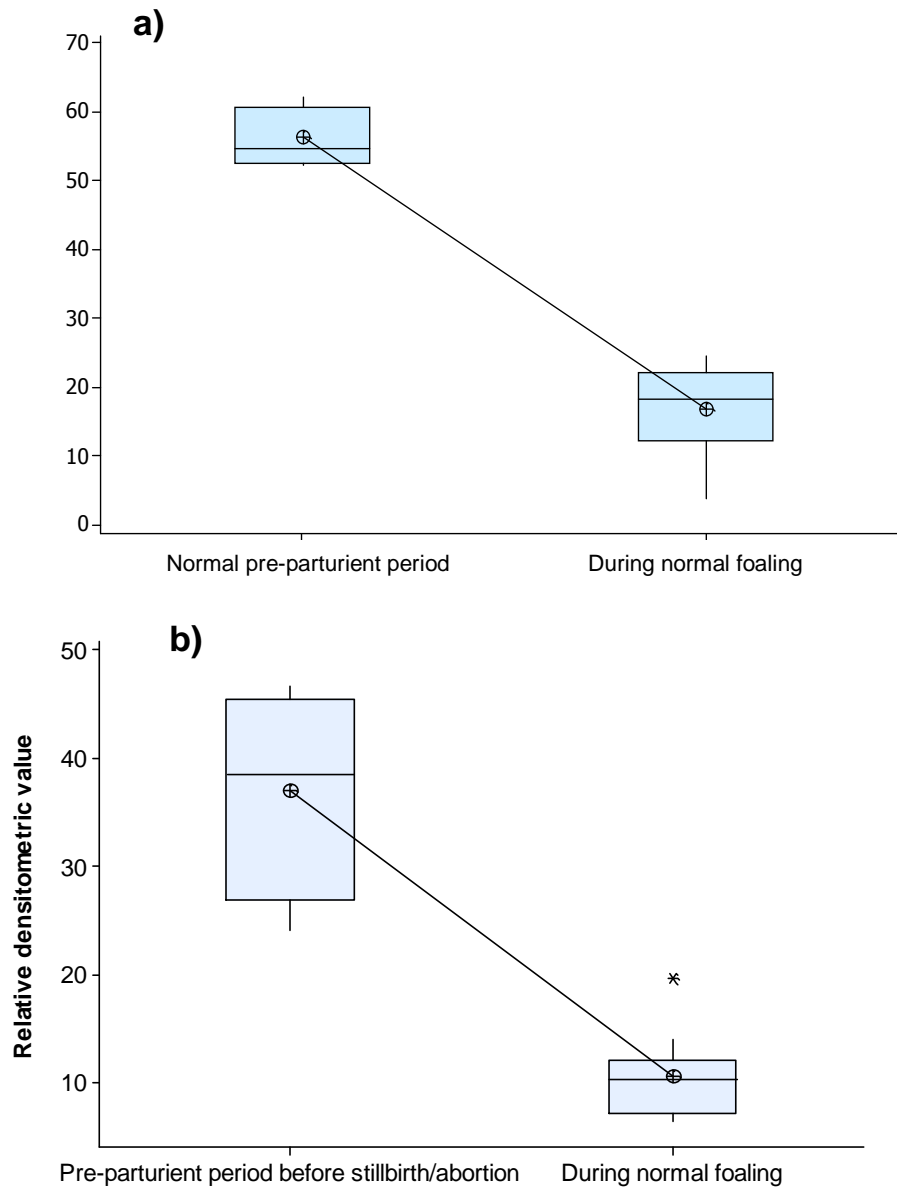 a)
70
60
50
40
30
20
10
0
Normal pre-parturient period
During normal foaling
b)
Relative densitometric value
50
40
30
20
10
Pre-parturient period before stillbirth/abortion
During normal foaling